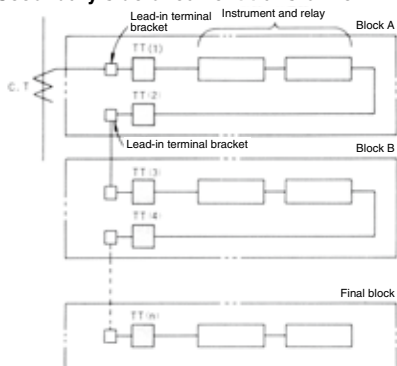 Lead-in terminal
bracket
Instrument and relay
Block A
TT(1)
C.T
TT(2)
Lead-in terminal bracket
Block B
TT(3)
TT(4)
Final block
TT(n)